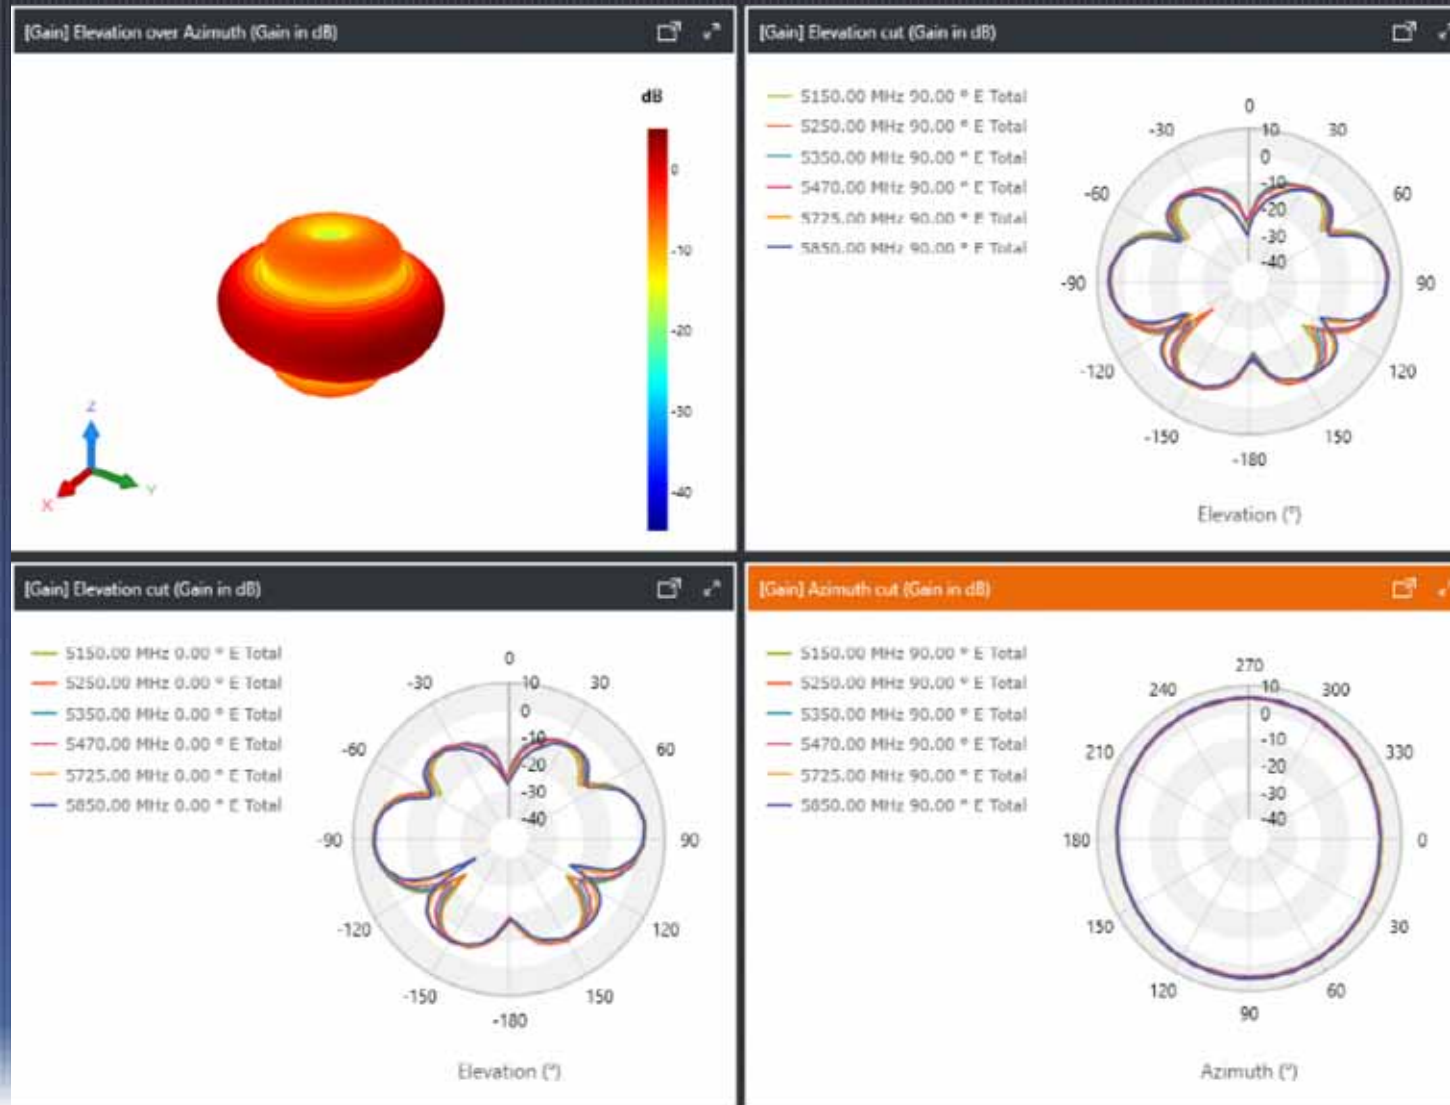 [Gain] Elevation over Azimuth (Gain in dB)
dB
0
-10
-20
-30
-40
Z
X
Y
[Gain] Elevation cut (Gain in dB)
5150.00 MHz 90.00 ° E Total
5250.00 MHz 90.00 ° E Total
5350.00 MHz 90.00 ° E Total
5470.00 MHz 90.00 ° E Total
5725.00 MHz 90.00 ° E Total
5850.00 MHz 90.00 ° E Total
0
-30
10
30
0
-10
-60
60
-20
-30
-40
-90
90
-120
120
-150
150
-180
Elevation (°)
[Gain] Elevation cut (Gain in dB)
5150.00 MHz 0.00 ° E Total
5250.00 MHz 0.00 ° E Total
5350.00 MHz 0.00 ° E Total
5470.00 MHz 0.00 ° E Total
5725.00 MHz 0.00 ° E Total
5850.00 MHz 0.00 ° E Total
0
-30
10
30
0
-10
-60
60
-20
-30
-40
-90
90
-120
120
-150
150
-180
Elevation (°)
[Gain] Azimuth cut (Gain in dB)
5150.00 MHz 90.00 ° E Total
5250.00 MHz 90.00 ° E Total
5350.00 MHz 90.00 ° E Total
5470.00 MHz 90.00 ° E Total
5725.00 MHz 90.00 ° E Total
5850.00 MHz 90.00 ° E Total
270
240
10
300
0
-10
210
330
-20
-30
-40
180
0
150
30
120
60
90
Azimuth (°)